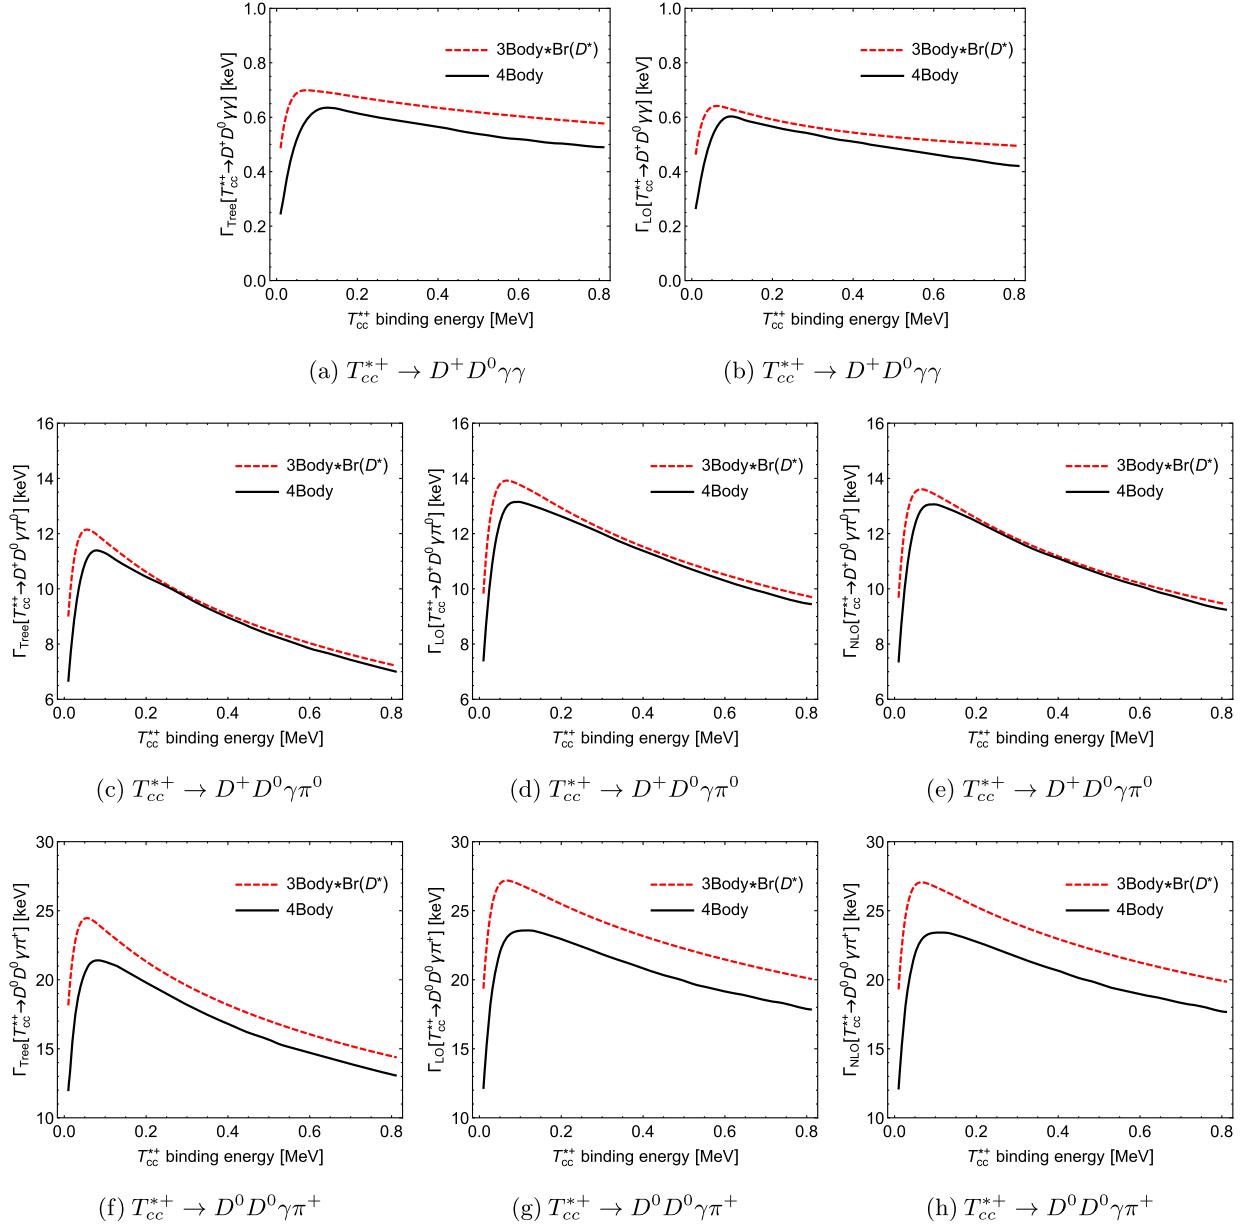 Γ_Tree[T_cc^*+→D^+D^0γγ] [keV]
1.0
0.8
0.6
0.4
0.2
0.0
3Body*Br(D*)
4Body
0.0 0.2 0.4 0.6 0.8
T_cc^*+ binding energy [MeV]
(a) T_cc^*+ → D^+D^0γγ
Γ_LO[T_cc^*+→D^+D^0γγ] [keV]
1.0
0.8
0.6
0.4
0.2
0.0
3Body*Br(D*)
4Body
0.0 0.2 0.4 0.6 0.8
T_cc^*+ binding energy [MeV]
(b) T_cc^*+ → D^+D^0γγ
Γ_Tree[T_cc^*+→D^+D^0γπ^0] [keV]
16
14
12
10
8
6
3Body*Br(D*)
4Body
0.0 0.2 0.4 0.6 0.8
T_cc^*+ binding energy [MeV]
(c) T_cc^*+ → D^+D^0γπ^0
Γ_LO[T_cc^*+→D^+D^0γπ^0] [keV]
16
14
12
10
8
6
3Body*Br(D*)
4Body
0.0 0.2 0.4 0.6 0.8
T_cc^*+ binding energy [MeV]
(d) T_cc^*+ → D^+D^0γπ^0
Γ_NLO[T_cc^*+→D^+D^0γπ^0] [keV]
16
14
12
10
8
6
3Body*Br(D*)
4Body
0.0 0.2 0.4 0.6 0.8
T_cc^*+ binding energy [MeV]
(e) T_cc^*+ → D^+D^0γπ^0
Γ_Tree[T_cc^*+→D^0D^0γπ^+] [keV]
30
25
20
15
10
3Body*Br(D*)
4Body
0.0 0.2 0.4 0.6 0.8
T_cc^*+ binding energy [MeV]
(f) T_cc^*+ → D^0D^0γπ^+
Γ_LO[T_cc^*+→D^0D^0γπ^+] [keV]
30
25
20
15
10
3Body*Br(D*)
4Body
0.0 0.2 0.4 0.6 0.8
T_cc^*+ binding energy [MeV]
(g) T_cc^*+ → D^0D^0γπ^+
Γ_NLO[T_cc^*+→D^0D^0γπ^+] [keV]
30
25
20
15
10
3Body*Br(D*)
4Body
0.0 0.2 0.4 0.6 0.8
T_cc^*+ binding energy [MeV]
(h) T_cc^*+ → D^0D^0γπ^+